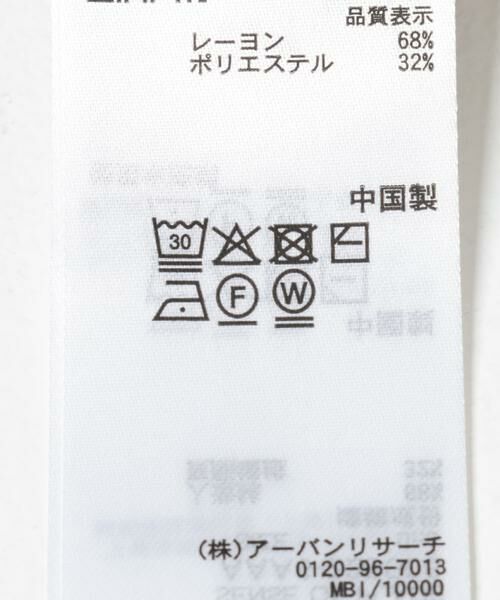 品質表示
レーヨン 68%
ポリエステル 32%
中国製
30
F W
(株)アーバンリサーチ
0120-96-7013
MBI/10000